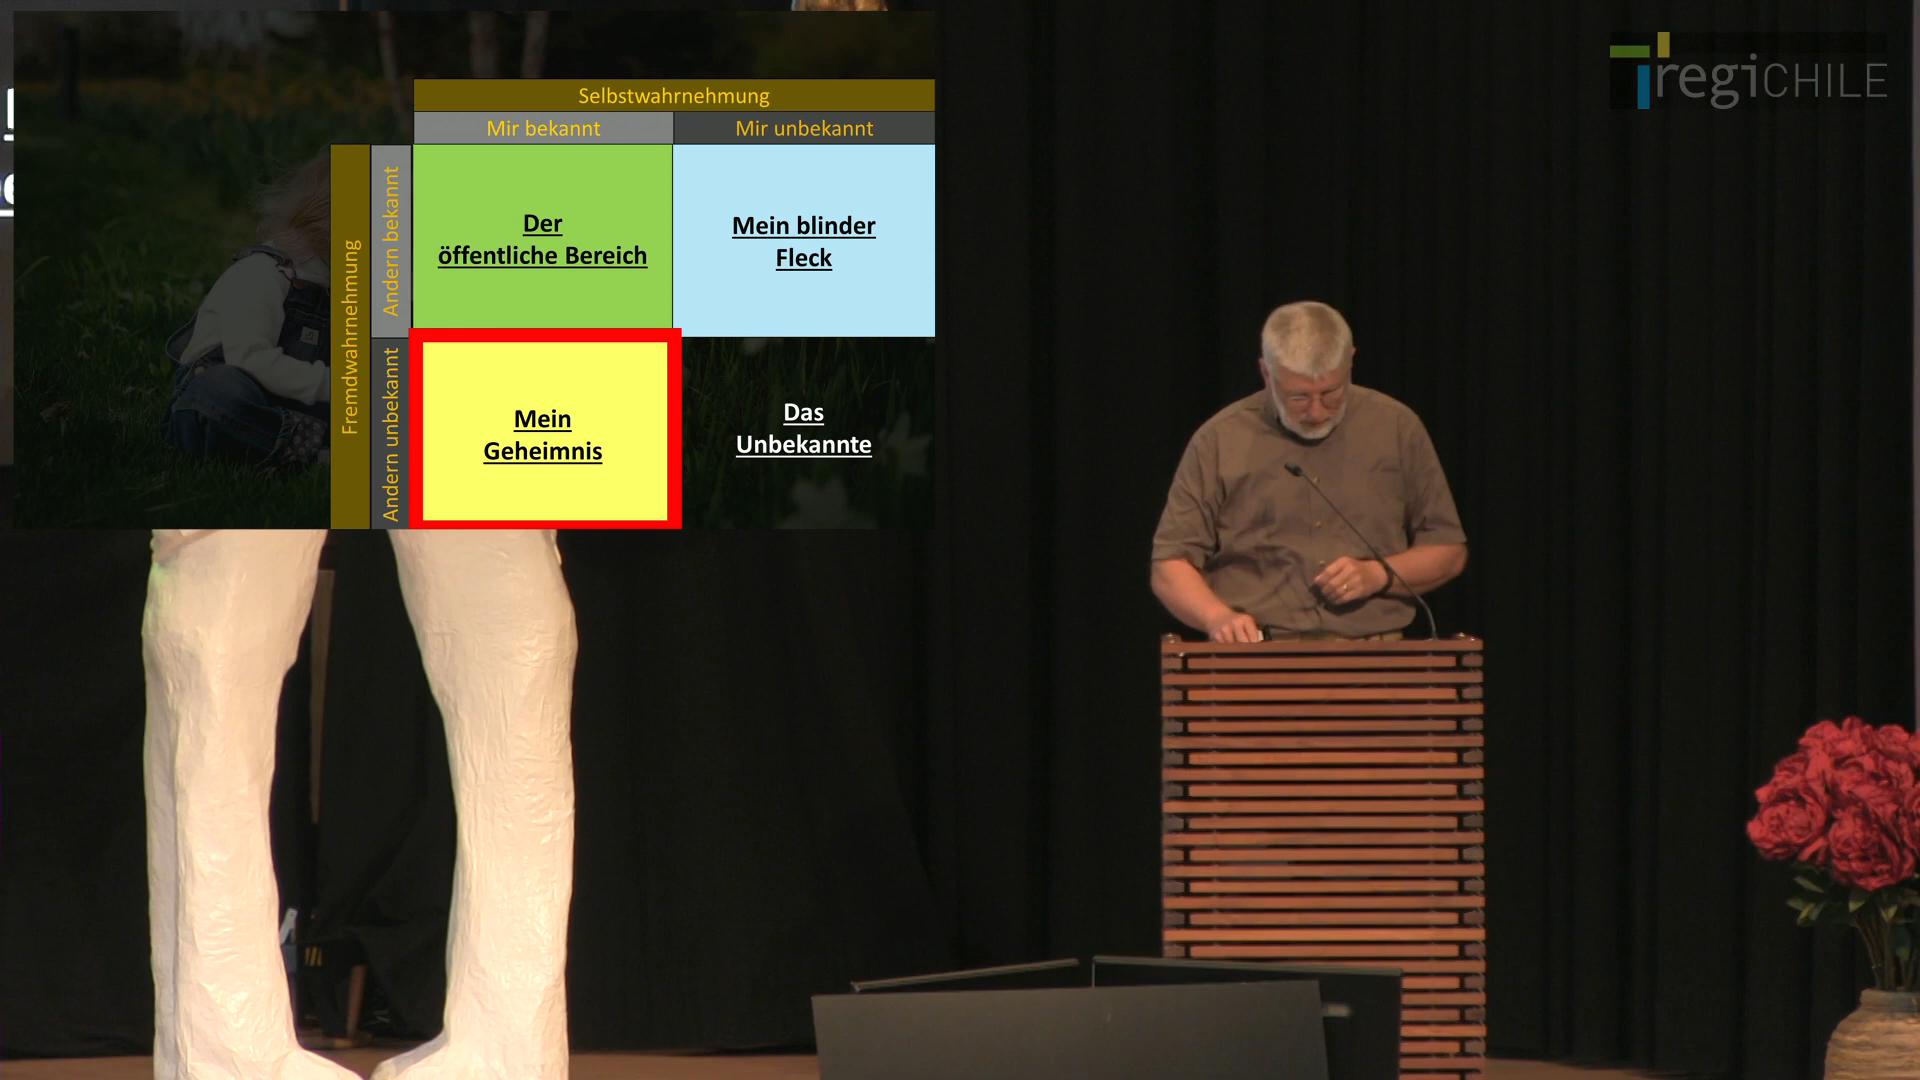 regiCHILE
Selbstwahrnehmung
Mir bekannt
Mir unbekannt
Fremdwahrnehmung
Andern bekannt
Andern unbekannt
Der
öffentliche Bereich
Mein blinder
Fleck
Mein
Geheimnis
Das
Unbekannte